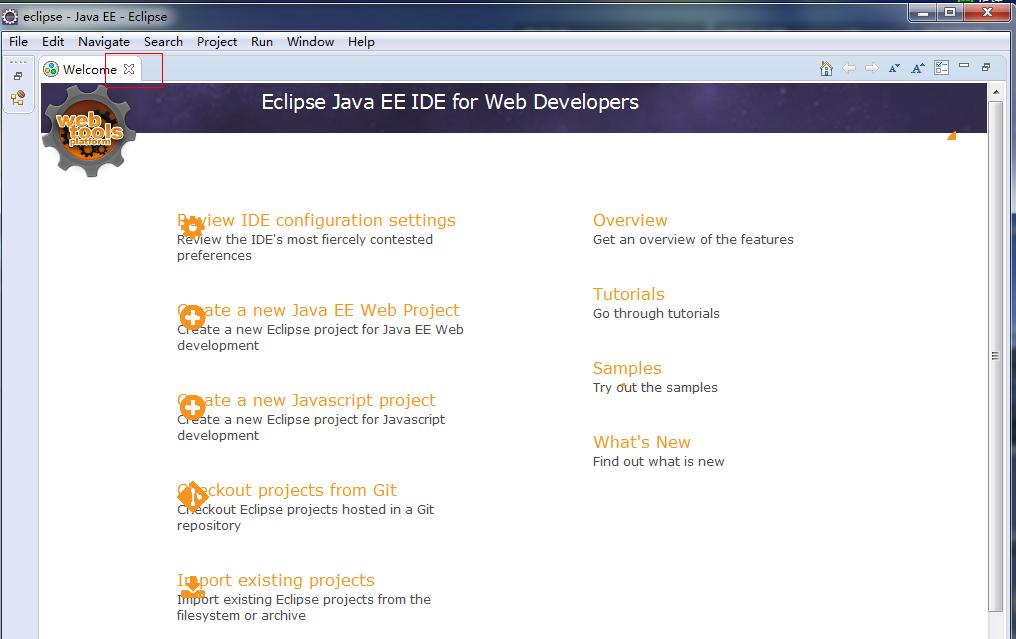 eclipse - Java EE - Eclipse
File Edit Navigate Search Project Run Window Help
Welcome
Eclipse Java EE IDE for Web Developers
web
tools
platform
Review IDE configuration settings
Review the IDE's most fiercely contested
preferences
Create a new Java EE Web Project
Create a new Eclipse project for Java EE Web
development
Create a new Javascript project
Create a new Eclipse project for Javascript
development
Checkout projects from Git
Checkout Eclipse projects hosted in a Git
repository
Import existing projects
Import existing Eclipse projects from the
filesystem or archive
Overview
Get an overview of the features
Tutorials
Go through tutorials
Samples
Try out the samples
What's New
Find out what is new